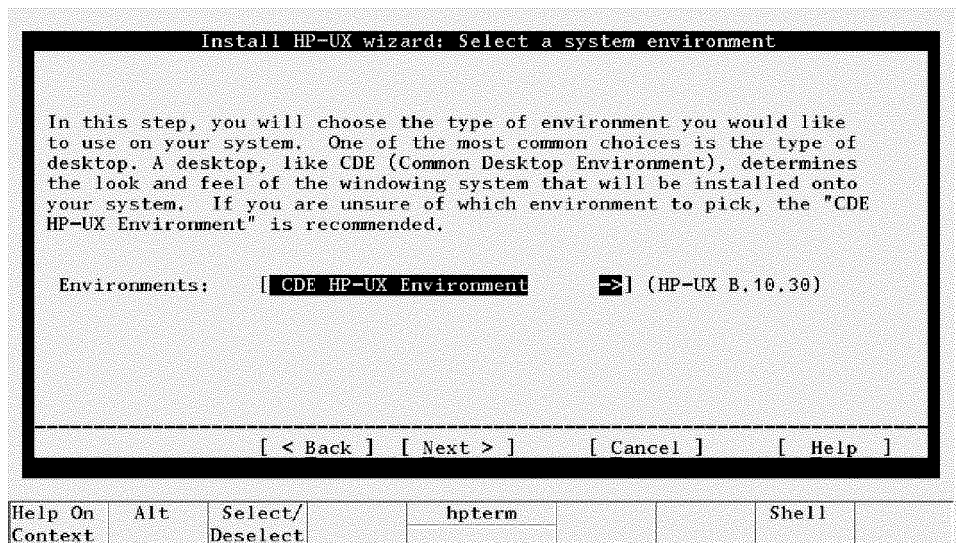 Install HP-UX wizard: Select a system environment
In this step, you will choose the type of environment you would like
to use on your system. One of the most common choices is the type of
desktop. A desktop, like CDE (Common Desktop Environment), determines
the look and feel of the windowing system that will be installed onto
your system. If you are unsure of which environment to pick, the "CDE
HP-UX Environment" is recommended.
Environments: [ CDE HP-UX Environment ->] (HP-UX B.10.30)
[ < Back ] [ Next > ] [ Cancel ] [ Help ]
Help On Alt Select/ hpterm Shell
Context Deselect